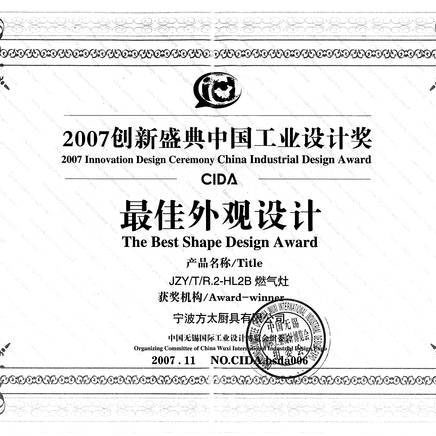 2007创新盛典中国工业设计奖
2007 Innovation Design Ceremony China Industrial Design Award
CIDA
最佳外观设计
The Best Shape Design Award
产品名称/Title
JZY/T/R.2-HL2B 燃气灶
获奖机构/Award-winner
宁波方太厨具有限公司
中国无锡国际工业设计博览会组委会
Organizing Committee of China Wuxi International Industrial Design
2007.11 NO.CIDA.bsda006